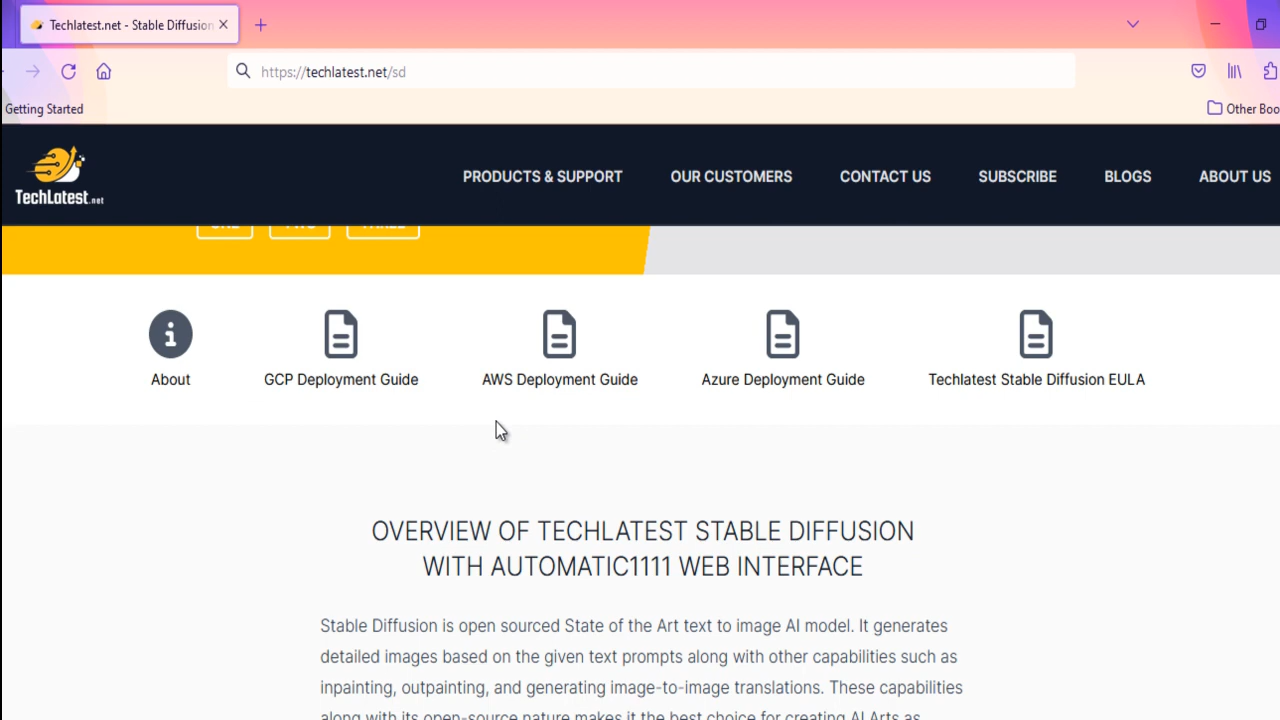 Techlatest.net - Stable Diffusion
https://techlatest.net/sd
Getting Started
Other Boo
TechLatest.net
PRODUCTS & SUPPORT
OUR CUSTOMERS
CONTACT US
SUBSCRIBE
BLOGS
ABOUT US
About
GCP Deployment Guide
AWS Deployment Guide
Azure Deployment Guide
Techlatest Stable Diffusion EULA
OVERVIEW OF TECHLATEST STABLE DIFFUSION
WITH AUTOMATIC1111 WEB INTERFACE
Stable Diffusion is open sourced State of the Art text to image AI model. It generates
detailed images based on the given text prompts along with other capabilities such as
inpainting, outpainting, and generating image-to-image translations. These capabilities
along with its open-source nature makes it the best choice for creating AI Arts as